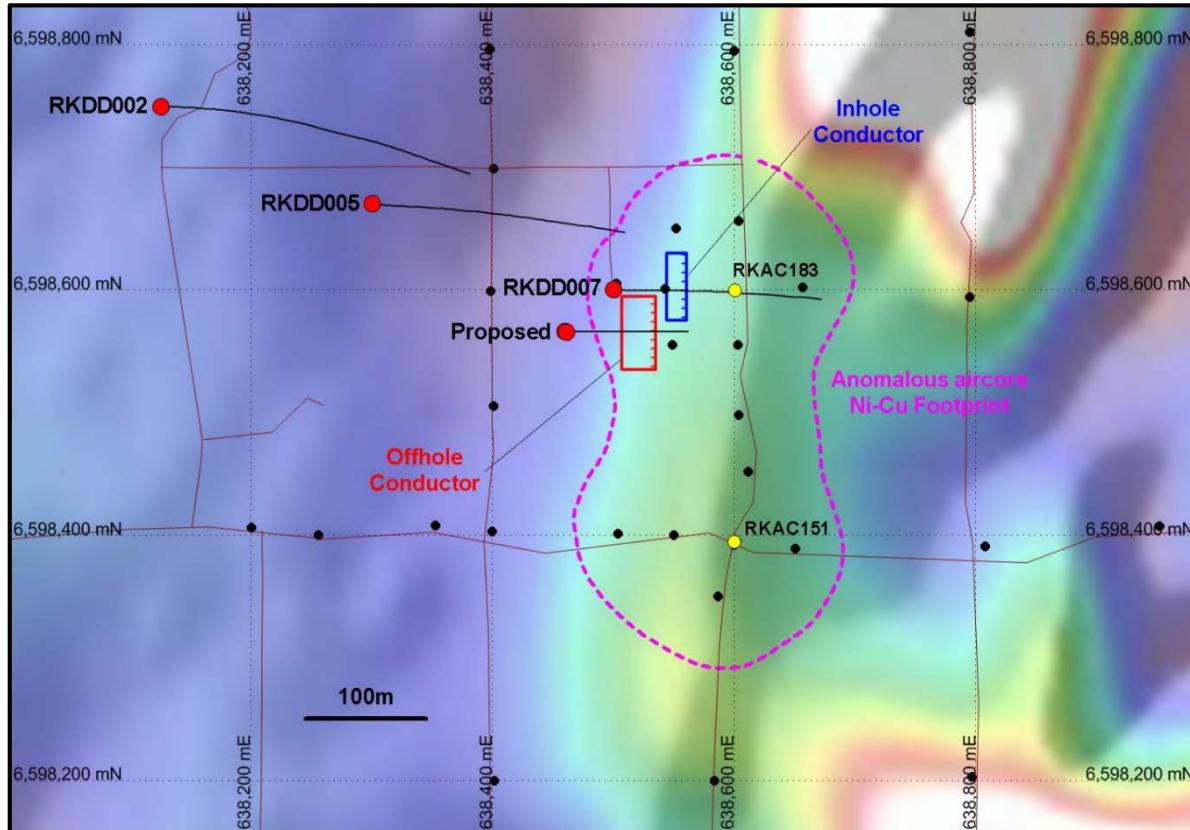 6,598,800 mN
638,200 mE
638,400 mE
638,600 mE
638,800 mE
6,598,800 mN
RKDD002
Inhole
Conductor
RKDD005
RKDD007
RKAC183
6,598,600 mN
6,598,600 mN
Proposed
Anomalous aircore
Ni-Cu Footprint
Offhole
Conductor
RKAC151
6,598,400 mN
6,598,400 mN
100m
638,200 mE
638,400 mE
638,600 mE
638,800 mE
6,598,200 mN
6,598,200 mN